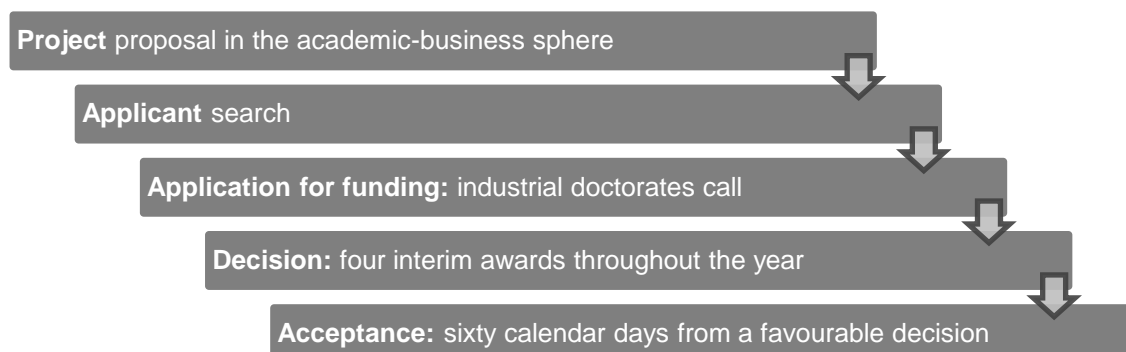 Project proposal in the academic-business sphere
Applicant search
Application for funding: industrial doctorates call
Decision: four interim awards throughout the year
Acceptance: sixty calendar days from a favourable decision